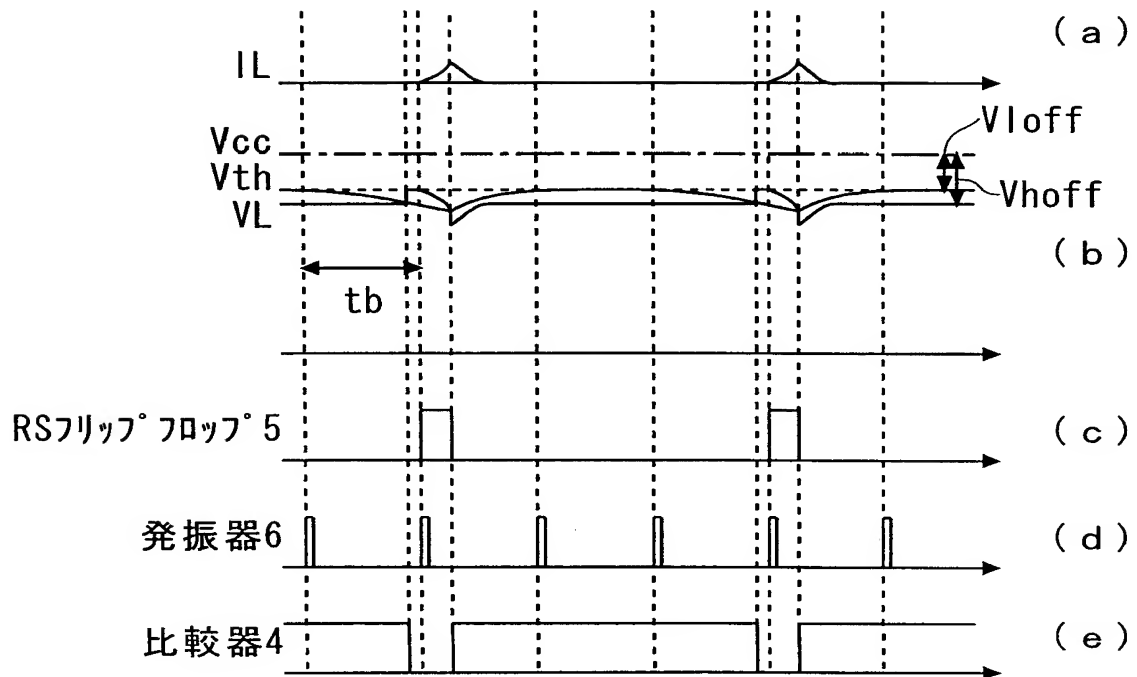 (a)
IL
Vcc
Vloff
Vth
Vhoff
VL
(b)
tb
RSフリップフロップ5
(c)
発振器6
(d)
比較器4
(e)